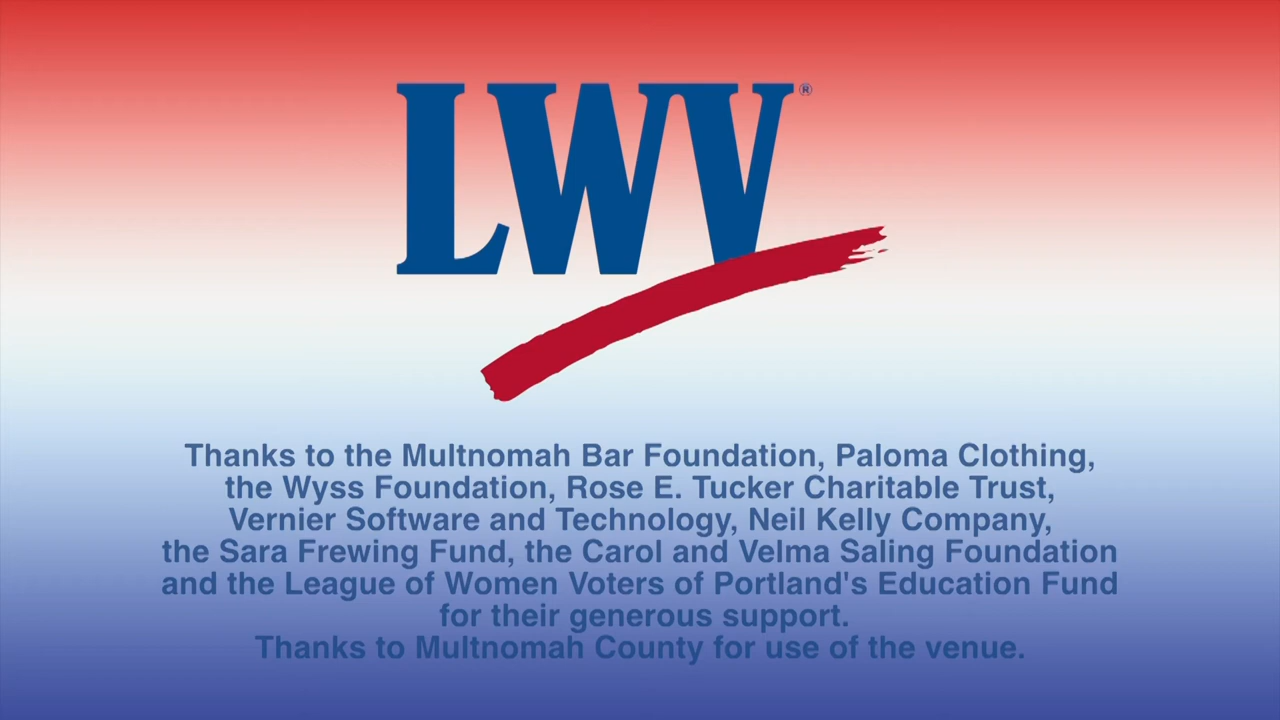 LWV®
Thanks to the Multnomah Bar Foundation, Paloma Clothing,
the Wyss Foundation, Rose E. Tucker Charitable Trust,
Vernier Software and Technology, Neil Kelly Company,
the Sara Frewing Fund, the Carol and Velma Saling Foundation
and the League of Women Voters of Portland's Education Fund
for their generous support.
Thanks to Multnomah County for use of the venue.